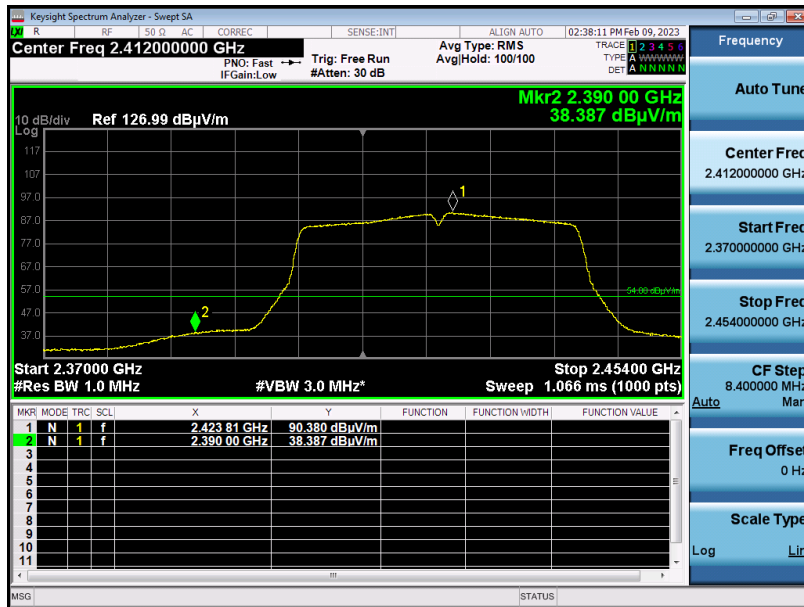 Keysight Spectrum Analyzer - Swept SA
LXI R RF 50 Ω AC CORREC SENSE:INT ALIGN AUTO 02:38:11 PM Feb 09, 2023
Center Freq 2.412000000 GHz
PNO: Fast
IFGain:Low
Trig: Free Run
#Atten: 30 dB
Avg Type: RMS
Avg|Hold: 100/100
TRACE 1 2 3 4 5 6
TYPE A WWWWW
DET A N N N N N
Mkr2 2.390 00 GHz
38.387 dBµV/m
10 dB/div Ref 126.99 dBµV/m
Log
117
107
97.0
87.0
77.0
67.0
57.0
47.0
37.0
1
2
54.00 dBµV/m
Start 2.37000 GHz Stop 2.45400 GHz
#Res BW 1.0 MHz #VBW 3.0 MHz* Sweep 1.066 ms (1000 pts)
MKR MODE TRC SCL X Y FUNCTION FUNCTION WIDTH FUNCTION VALUE
1 N 1 f 2.423 81 GHz 90.380 dBµV/m
2 N 1 f 2.390 00 GHz 38.387 dBµV/m
3
4
5
6
7
8
9
10
11
MSG STATUS
Frequency
Auto Tune
Center Freq
2.412000000 GHz
Start Freq
2.370000000 GHz
Stop Freq
2.454000000 GHz
CF Step
8.400000 MHz
Auto Man
Freq Offset
0 Hz
Scale Type
Log Lin